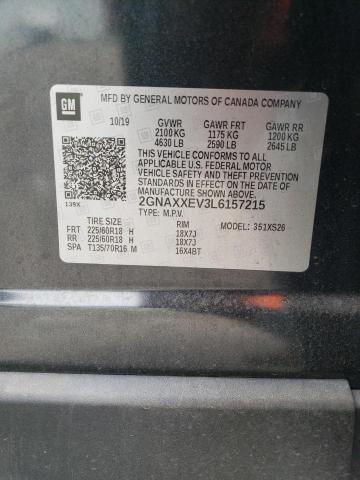 GM MFD BY GENERAL MOTORS OF CANADA COMPANY
10/19 GVWR GAWR FRT GAWR RR
2100 KG 1175 KG 1200 KG
4630 LB 2590 LB 2645 LB
THIS VEHICLE CONFORMS TO ALL
APPLICABLE U.S. FEDERAL MOTOR
VEHICLE SAFETY, BUMPER, AND
THEFT PREVENTION STANDARDS IN
EFFECT ON THE DATE OF
MANUFACTURE SHOWN ABOVE.
139X 2GNAXXEV3L6157215
TYPE: M.P.V. MODEL: 351XS26
TIRE SIZE RIM
FRT 225/60R18 H 18X7J
RR 225/60R18 H 18X7J
SPA T135/70R16 M 16X4BT